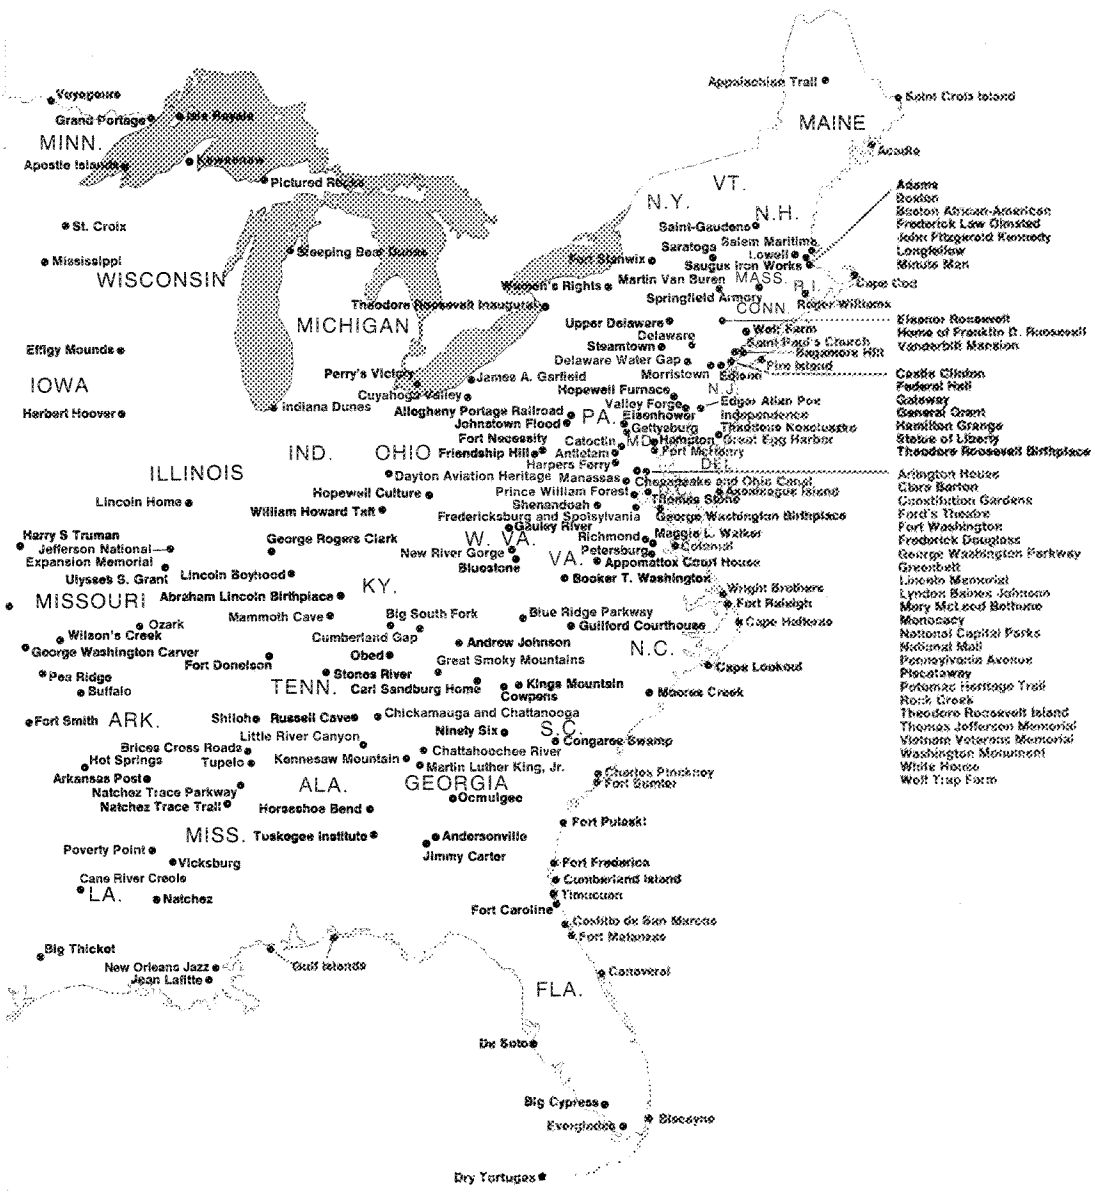 Appalachian Trail
Saint Croix Island
Voyageurs
Grand Portage
Isle Royale
MAINE
MINN.
Acadia
Apostle Islands
Keweenaw
Pictured Rocks
VT.
Adams
Boston
N.Y.
N.H.
Boston African-American
St. Croix
Saint-Gaudens
Frederick Law Olmsted
Saratoga
Salem Maritime
John Fitzgerald Kennedy
Sleeping Bear Dunes
Lowell
Longfellow
Mississippi
Fort Stanwix
Saugus Iron Works
Minute Man
WISCONSIN
Women's Rights
Martin Van Buren
MASS.
R.I.
Cape Cod
Springfield Armory
Roger Williams
Theodore Roosevelt Inaugural
CONN.
MICHIGAN
Upper Delaware
Eleanor Roosevelt
Weir Farm
Home of Franklin D. Roosevelt
Delaware
Saint Paul's Church
Vanderbilt Mansion
Effigy Mounds
Steamtown
Sagamore Hill
Delaware Water Gap
Fire Island
Perry's Victory
James A. Garfield
Morristown
Edison
Castle Clinton
IOWA
Hopewell Furnace
N.J.
Federal Hall
Cuyahoga Valley
Valley Forge
Edgar Allan Poe
Gateway
Herbert Hoover
Indiana Dunes
Allegheny Portage Railroad
PA.
Eisenhower
Independence
General Grant
Johnstown Flood
Gettysburg
Thaddeus Kosciuszko
Hamilton Grange
Fort Necessity
Catoctin
MD.
Hampton
Great Egg Harbor
Statue of Liberty
IND.
OHIO
Friendship Hill
Antietam
Fort McHenry
Theodore Roosevelt Birthplace
Harpers Ferry
DEL.
ILLINOIS
Dayton Aviation Heritage
Manassas
Chesapeake and Ohio Canal
Arlington House
Hopewell Culture
Prince William Forest
D.C.
Assateague Island
Clara Barton
Lincoln Home
Shenandoah
Thomas Stone
Constitution Gardens
William Howard Taft
Fredericksburg and Spotsylvania
George Washington Birthplace
Ford's Theatre
Gauley River
Fort Washington
Harry S Truman
George Rogers Clark
W. VA.
Richmond
Maggie L. Walker
Frederick Douglass
Jefferson National
New River Gorge
Petersburg
Colonial
George Washington Parkway
Expansion Memorial
Bluestone
VA.
Appomattox Court House
Greenbelt
Ulysses S. Grant
Lincoln Boyhood
Booker T. Washington
Lincoln Memorial
KY.
Wright Brothers
Lyndon Baines Johnson
MISSOURI
Abraham Lincoln Birthplace
Fort Raleigh
Mary McLeod Bethune
Mammoth Cave
Big South Fork
Blue Ridge Parkway
Cape Hatteras
Monocacy
Ozark
Guilford Courthouse
National Capital Parks
Wilson's Creek
Cumberland Gap
Andrew Johnson
N.C.
National Mall
George Washington Carver
Obed
Great Smoky Mountains
Pennsylvania Avenue
Fort Donelson
Cape Lookout
Piscataway
Pea Ridge
Stones River
Potomac Heritage Trail
Buffalo
TENN.
Carl Sandburg Home
Kings Mountain
Moores Creek
Rock Creek
Cowpens
Theodore Roosevelt Island
Fort Smith
ARK.
Shiloh
Russell Cave
Chickamauga and Chattanooga
Thomas Jefferson Memorial
Little River Canyon
Ninety Six
S.C.
Congaree Swamp
Vietnam Veterans Memorial
Brices Cross Roads
Chattahoochee River
Washington Monument
Hot Springs
Tupelo
Kennesaw Mountain
Martin Luther King, Jr.
White House
Arkansas Post
Charles Pinckney
Wolf Trap Farm
Natchez Trace Parkway
ALA.
GEORGIA
Fort Sumter
Natchez Trace Trail
Horseshoe Bend
Ocmulgee
Fort Pulaski
MISS.
Tuskegee Institute
Andersonville
Poverty Point
Jimmy Carter
Vicksburg
Fort Frederica
Cane River Creole
Cumberland Island
LA.
Natchez
Timucuan
Fort Caroline
Castillo de San Marcos
Fort Matanzas
Big Thicket
New Orleans Jazz
Gulf Islands
Canaveral
Jean Lafitte
FLA.
De Soto
Big Cypress
Biscayne
Everglades
Dry Tortugas